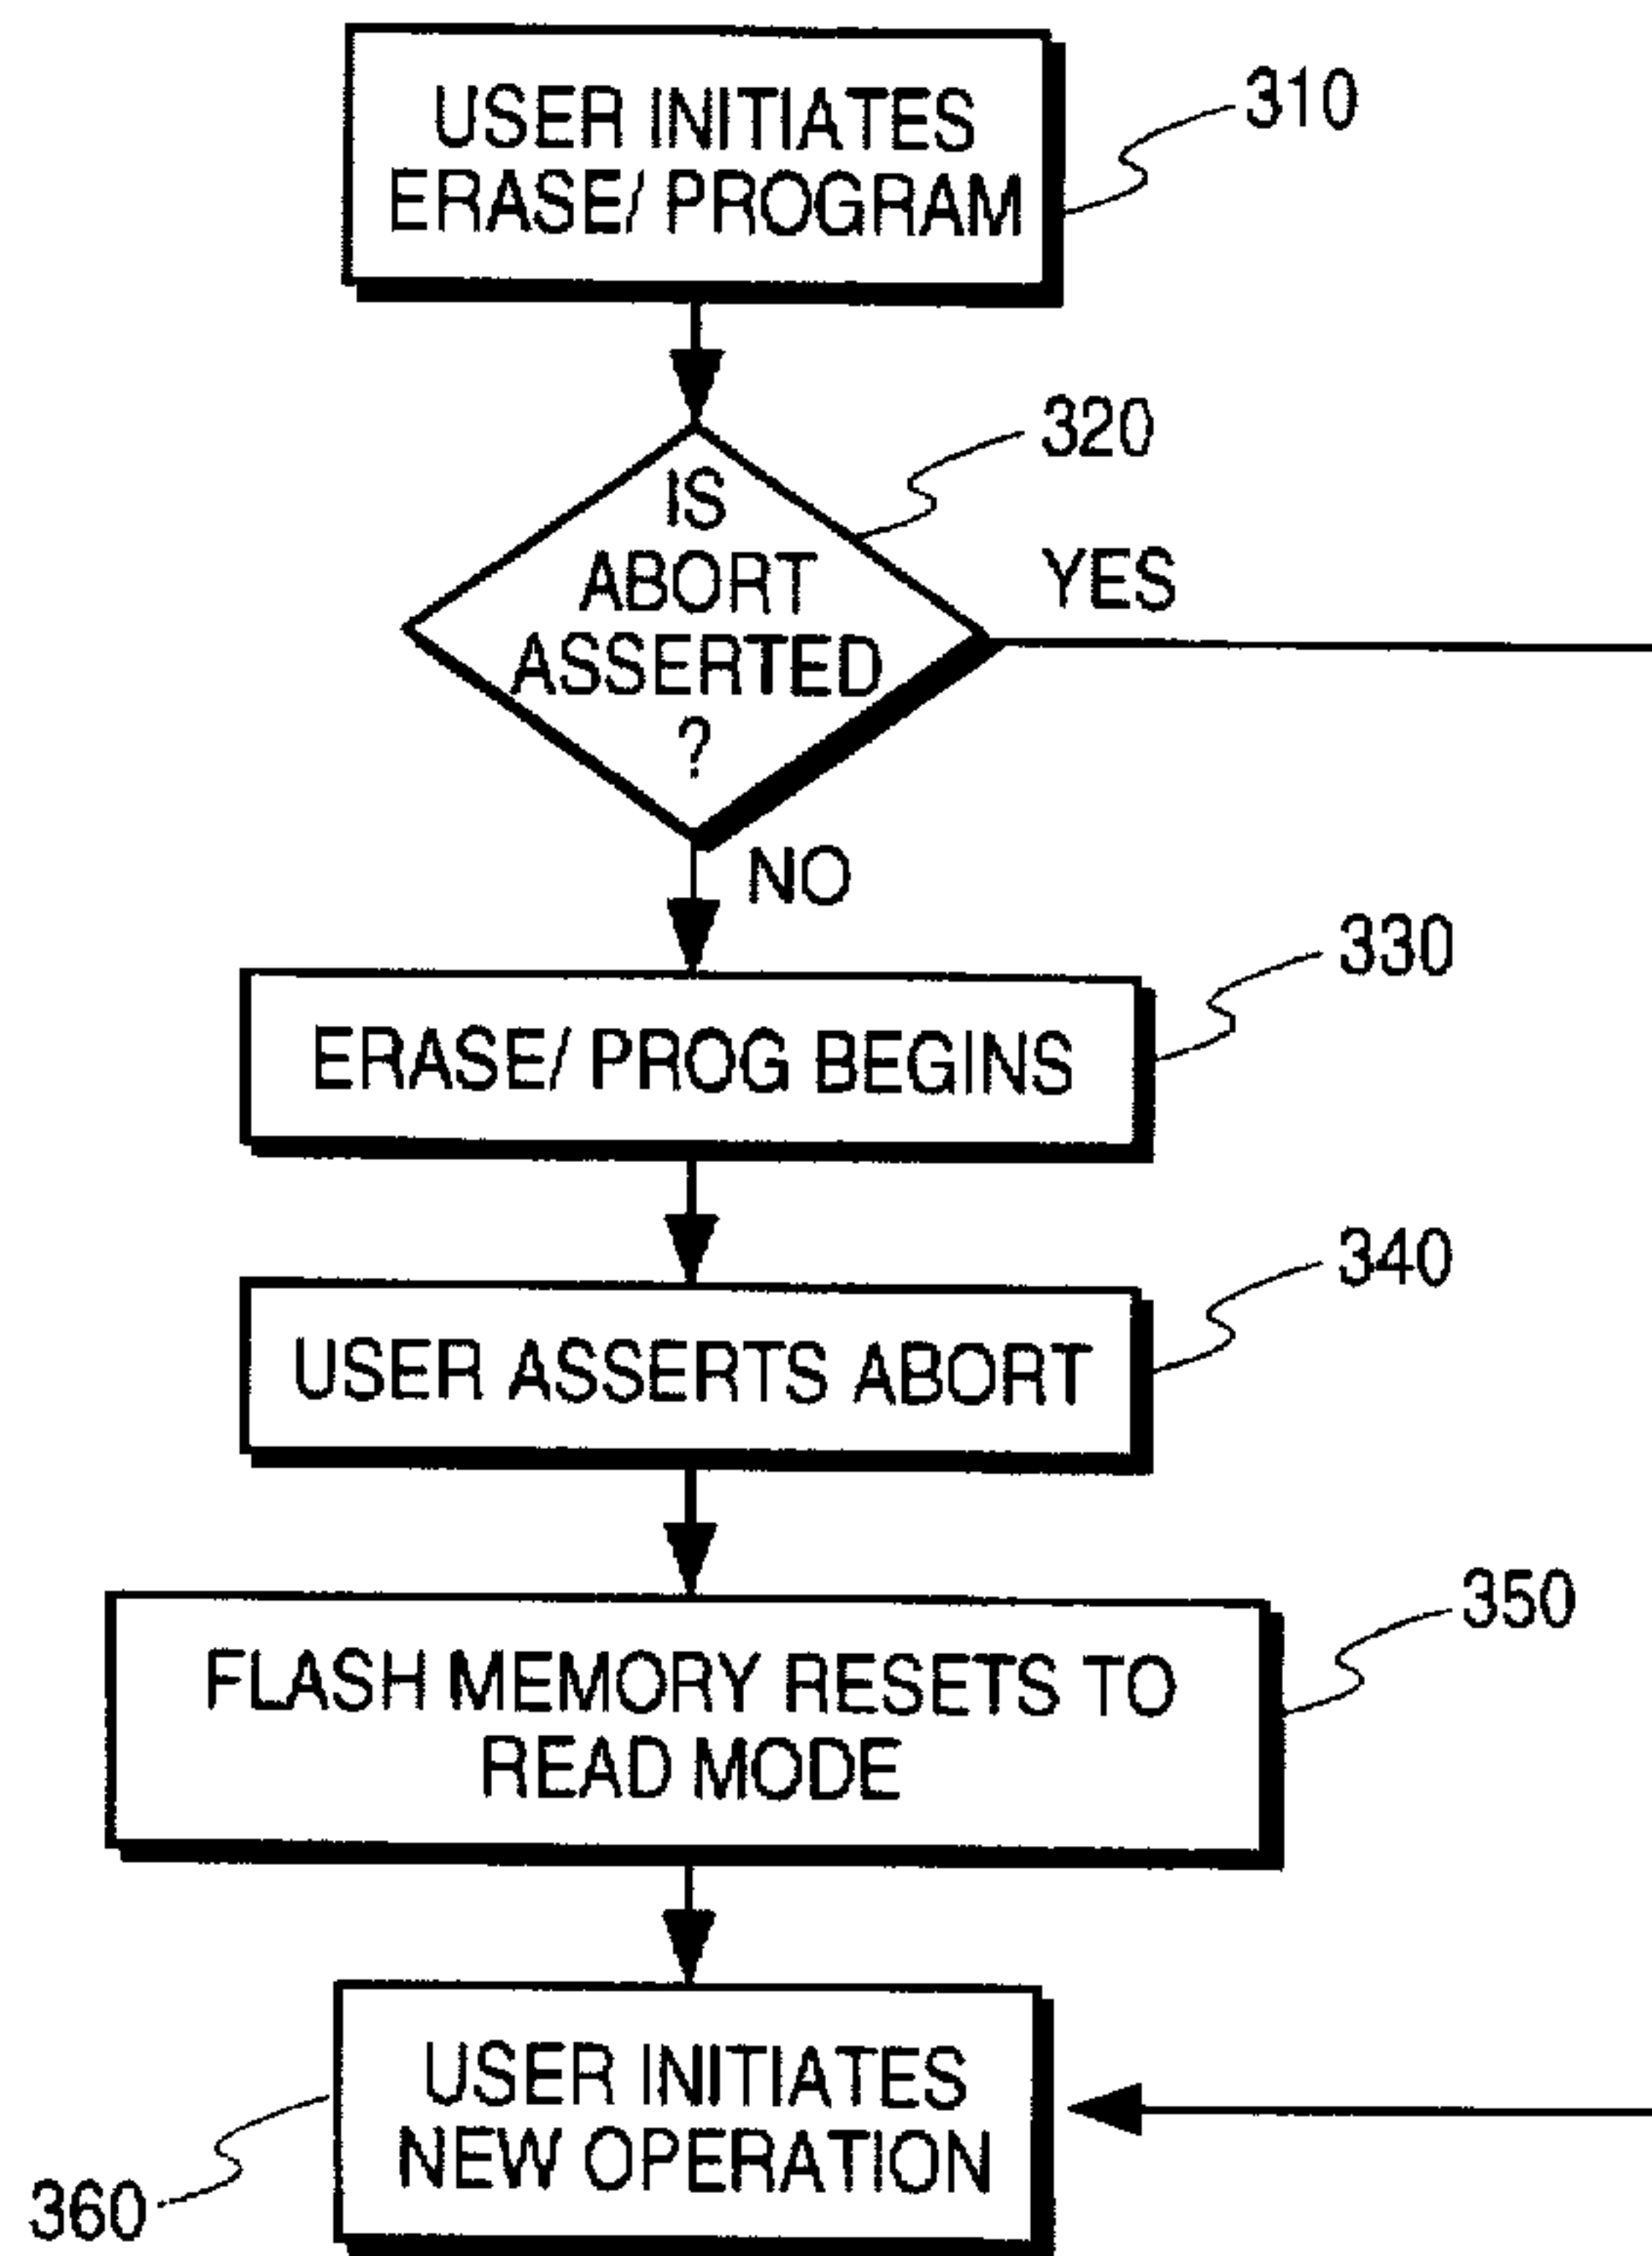 USER INITIATES
ERASE/ PROGRAM
310
IS
ABORT
ASSERTED
?
320
YES
NO
ERASE/ PROG BEGINS
330
USER ASSERTS ABORT
340
FLASH MEMORY RESETS TO
READ MODE
350
USER INITIATES
NEW OPERATION
360